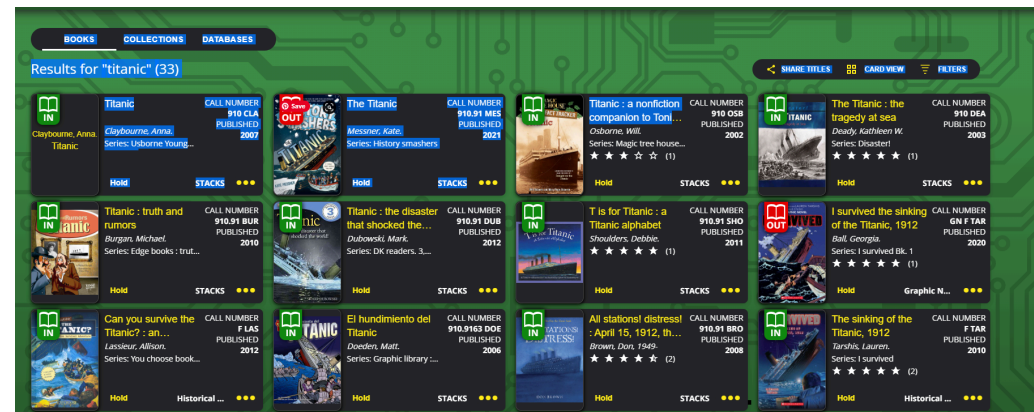 BOOKS COLLECTIONS DATABASES
Results for "titanic" (33)
SHARE TITLES CARD VIEW FILTERS
IN
Claybourne, Anna.
Titanic
Titanic
Claybourne, Anna.
Series: Usborne Young...
CALL NUMBER
910 CLA
PUBLISHED
2007
Hold STACKS
Save
OUT
TITANIC
The Titanic
Messner, Kate.
Series: History smashers
CALL NUMBER
910.91 MES
PUBLISHED
2021
Hold STACKS
IN
Titanic : a nonfiction
companion to Toni...
Osborne, Will.
Series: Magic tree house...
(1)
CALL NUMBER
910 OSB
PUBLISHED
2002
Hold STACKS
IN
The Titanic : the
tragedy at sea
Deady, Kathleen W.
Series: Disaster!
(1)
CALL NUMBER
910 DEA
PUBLISHED
2003
Hold STACKS
IN
Titanic : truth and
rumors
Burgan, Michael.
Series: Edge books : trut...
CALL NUMBER
910.91 BUR
PUBLISHED
2010
Hold STACKS
IN
3
Titanic : the disaster
that shocked the...
Dubowski, Mark.
Series: DK readers. 3,...
CALL NUMBER
910.91 DUB
PUBLISHED
2012
Hold STACKS
IN
T is for Titanic : a
Titanic alphabet
Shoulders, Debbie.
(1)
CALL NUMBER
910.91 SHO
PUBLISHED
2011
Hold STACKS
OUT
I survived the sinking
of the Titanic, 1912
Ball, Georgia.
Series: I survived Bk. 1
(1)
CALL NUMBER
GN F TAR
PUBLISHED
2020
Hold Graphic N...
IN
Can you survive the
Titanic? : an...
Lassieur, Allison.
Series: You choose book...
CALL NUMBER
F LAS
PUBLISHED
2012
Hold Historical ...
IN
El hundimiento del
Titanic
Doeden, Matt.
Series: Graphic library :...
CALL NUMBER
910.9163 DOE
PUBLISHED
2006
Hold STACKS
IN
All stations! distress!
: April 15, 1912, th...
Brown, Don, 1949-
(2)
CALL NUMBER
910.91 BRO
PUBLISHED
2008
Hold STACKS
IN
The sinking of the
Titanic, 1912
Tarshis, Lauren.
Series: I survived
(2)
CALL NUMBER
F TAR
PUBLISHED
2010
Hold Historical ...